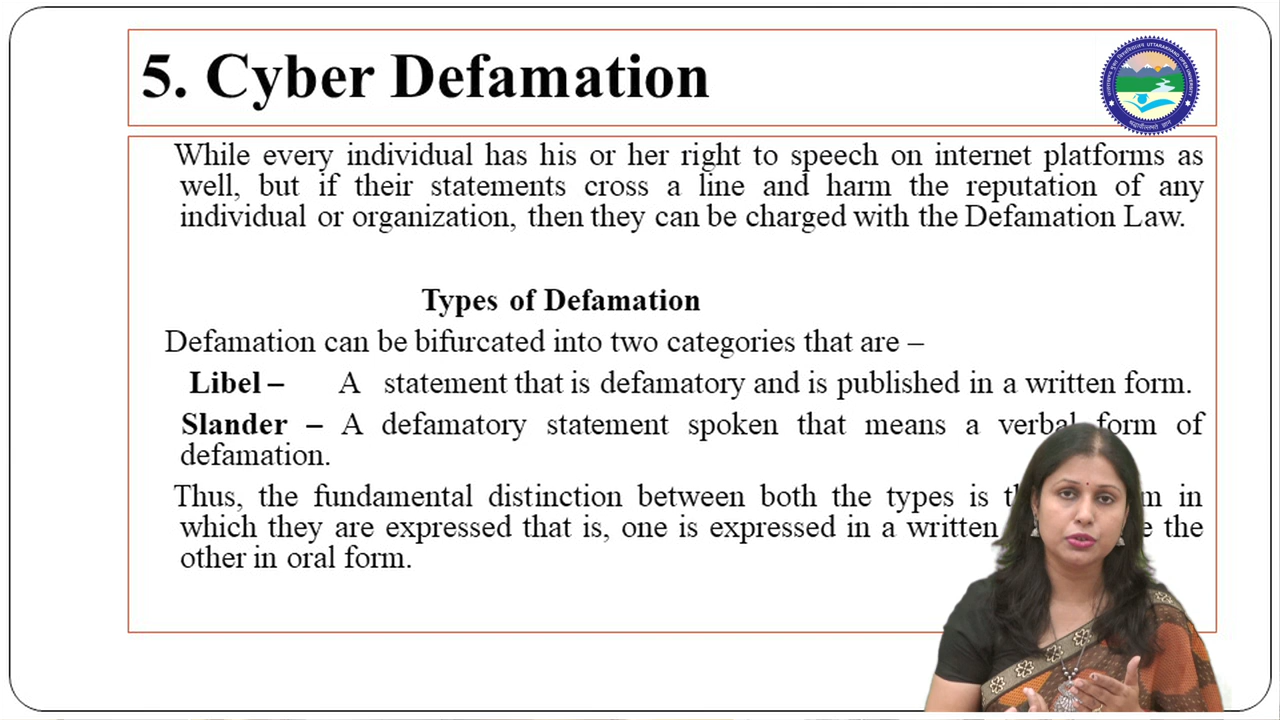 5. Cyber Defamation
While every individual has his or her right to speech on internet platforms as
well, but if their statements cross a line and harm the reputation of any
individual or organization, then they can be charged with the Defamation Law.
Types of Defamation
Defamation can be bifurcated into two categories that are –
Libel – A statement that is defamatory and is published in a written form.
Slander – A defamatory statement spoken that means a verbal form of
defamation.
Thus, the fundamental distinction between both the types is in
which they are expressed that is, one is expressed in a written the
other in oral form.